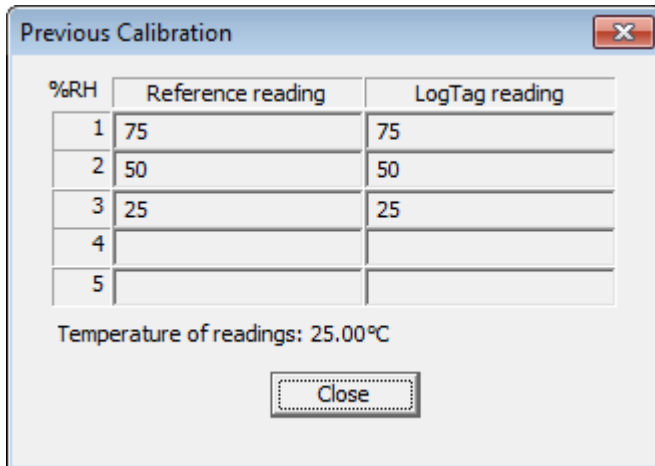 Previous Calibration
%RH Reference reading LogTag reading
1 75 75
2 50 50
3 25 25
4
5
Temperature of readings: 25.00°C
Close